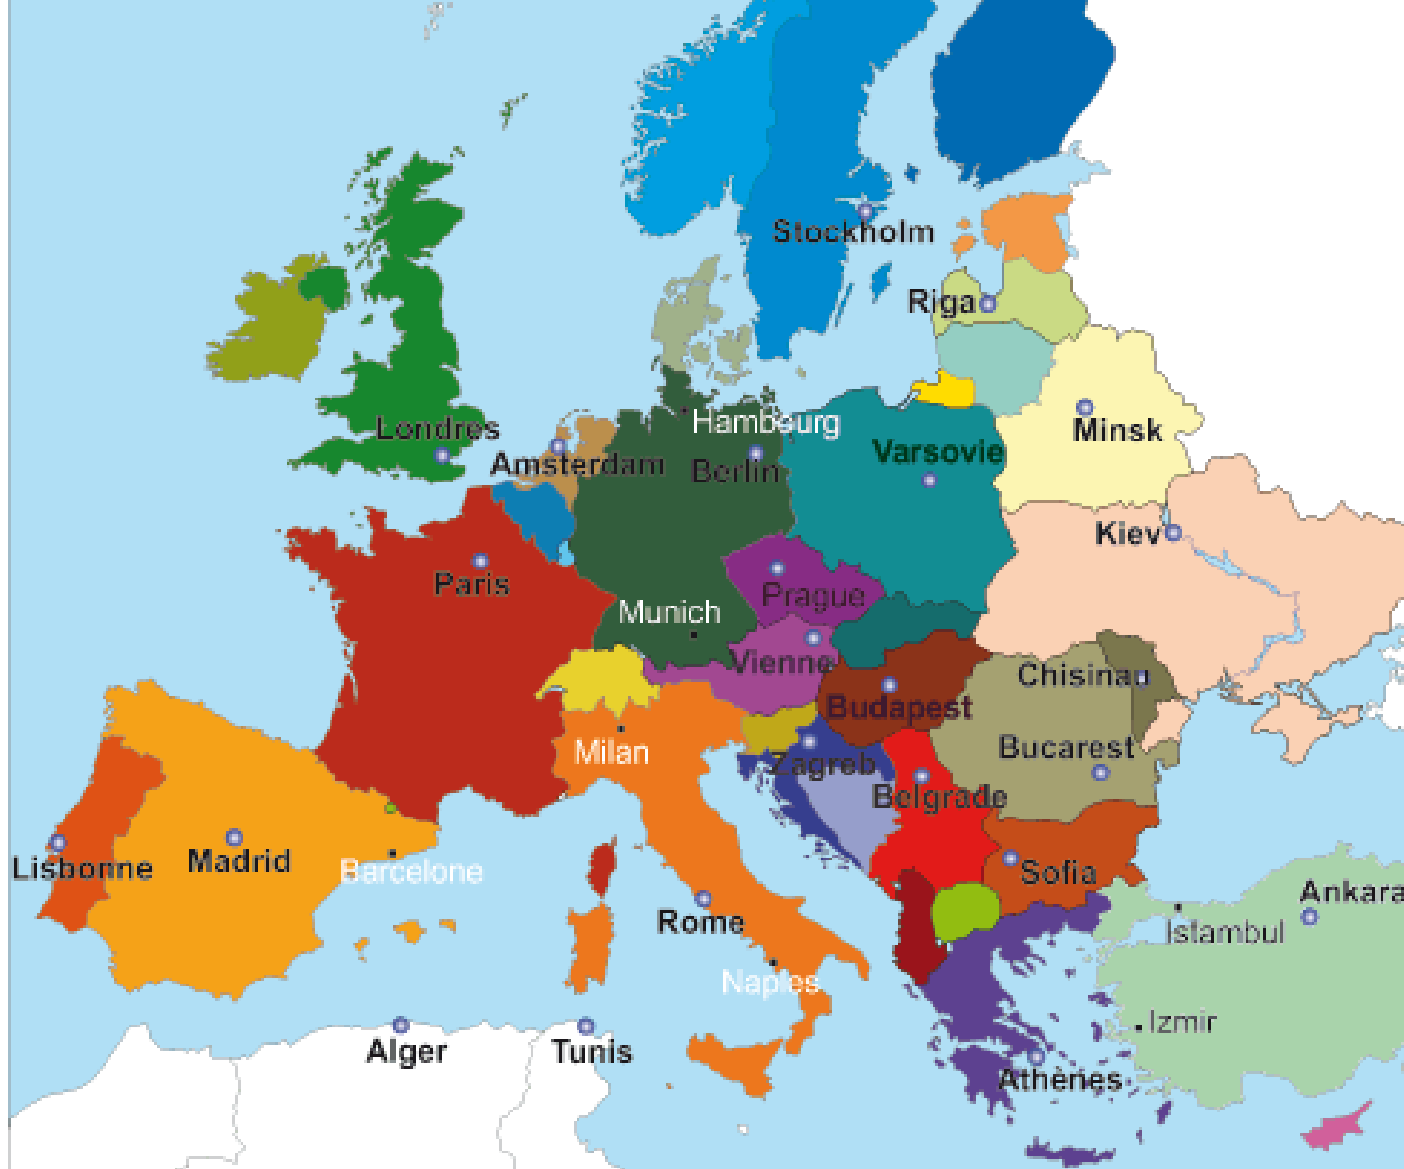 Stockholm
Riga
Hambourg
Londres
Minsk
Varsovie
Amsterdam
Berlin
Kiev
Paris
Prague
Munich
Vienne
Chisinau
Budapest
Milan
Bucarest
Zagreb
Belgrade
Lisbonne
Madrid
Barcelone
Sofia
Ankara
Rome
Istambul
Naples
Izmir
Alger
Tunis
Athènes